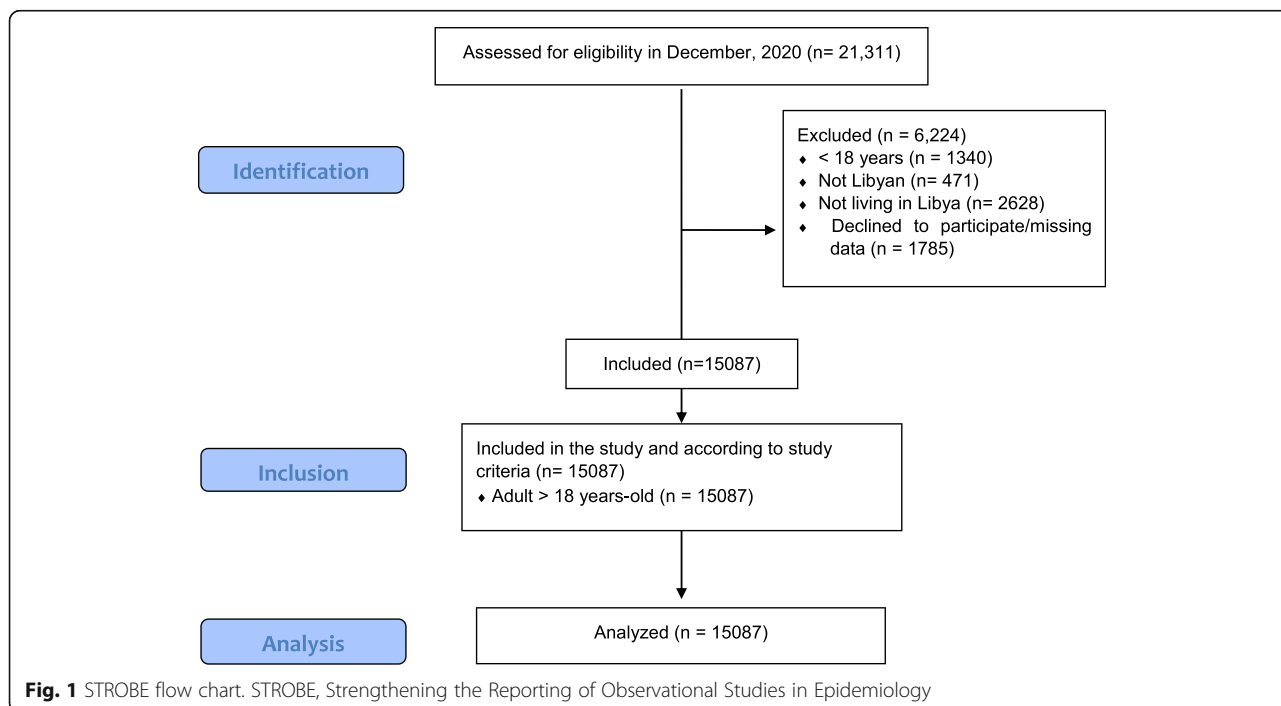 Assessed for eligibility in December, 2020 (n= 21,311)
Identification
Excluded (n = 6,224)
♦ < 18 years (n = 1340)
♦ Not Libyan (n= 471)
♦ Not living in Libya (n= 2628)
♦ Declined to participate/missing
data (n = 1785)
Included (n=15087)
Inclusion
Included in the study and according to study
criteria (n= 15087)
♦ Adult > 18 years-old (n = 15087)
Analysis
Analyzed (n = 15087)
Fig. 1 STROBE flow chart. STROBE, Strengthening the Reporting of Observational Studies in Epidemiology